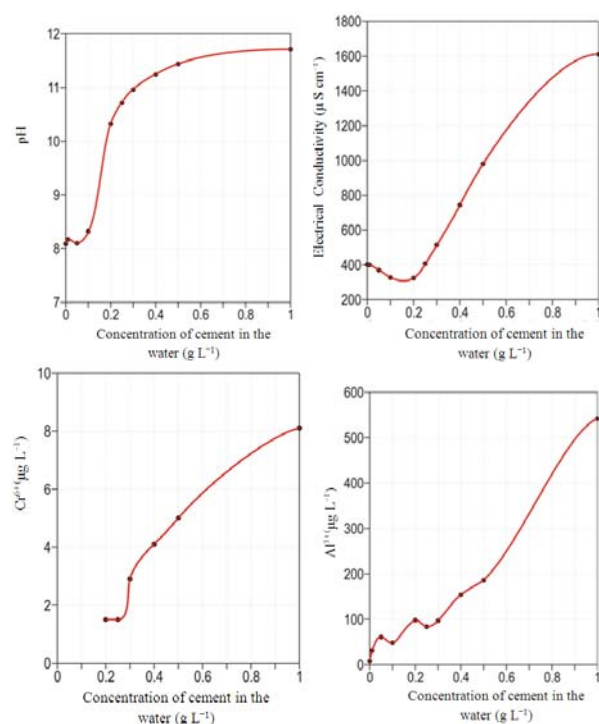 12
11
10
9
8
7
pH
0 0.2 0.4 0.6 0.8 1
Concentration of cement in the
water (g L⁻¹)
1800
1600
1400
1200
1000
800
600
400
200
Electrical Conductivity (µ S cm⁻¹)
0 0.2 0.4 0.6 0.8 1
Concentration of cement in the
water (g L⁻¹)
10
8
6
4
2
0
Cr⁶⁺(µg L⁻¹)
0 0.2 0.4 0.6 0.8 1
Concentration of cement in the
water (g L⁻¹)
600
500
400
300
200
100
0
Al³⁺(µg L⁻¹)
0 0.2 0.4 0.6 0.8 1
Concentration of cement in the
water (g L⁻¹)